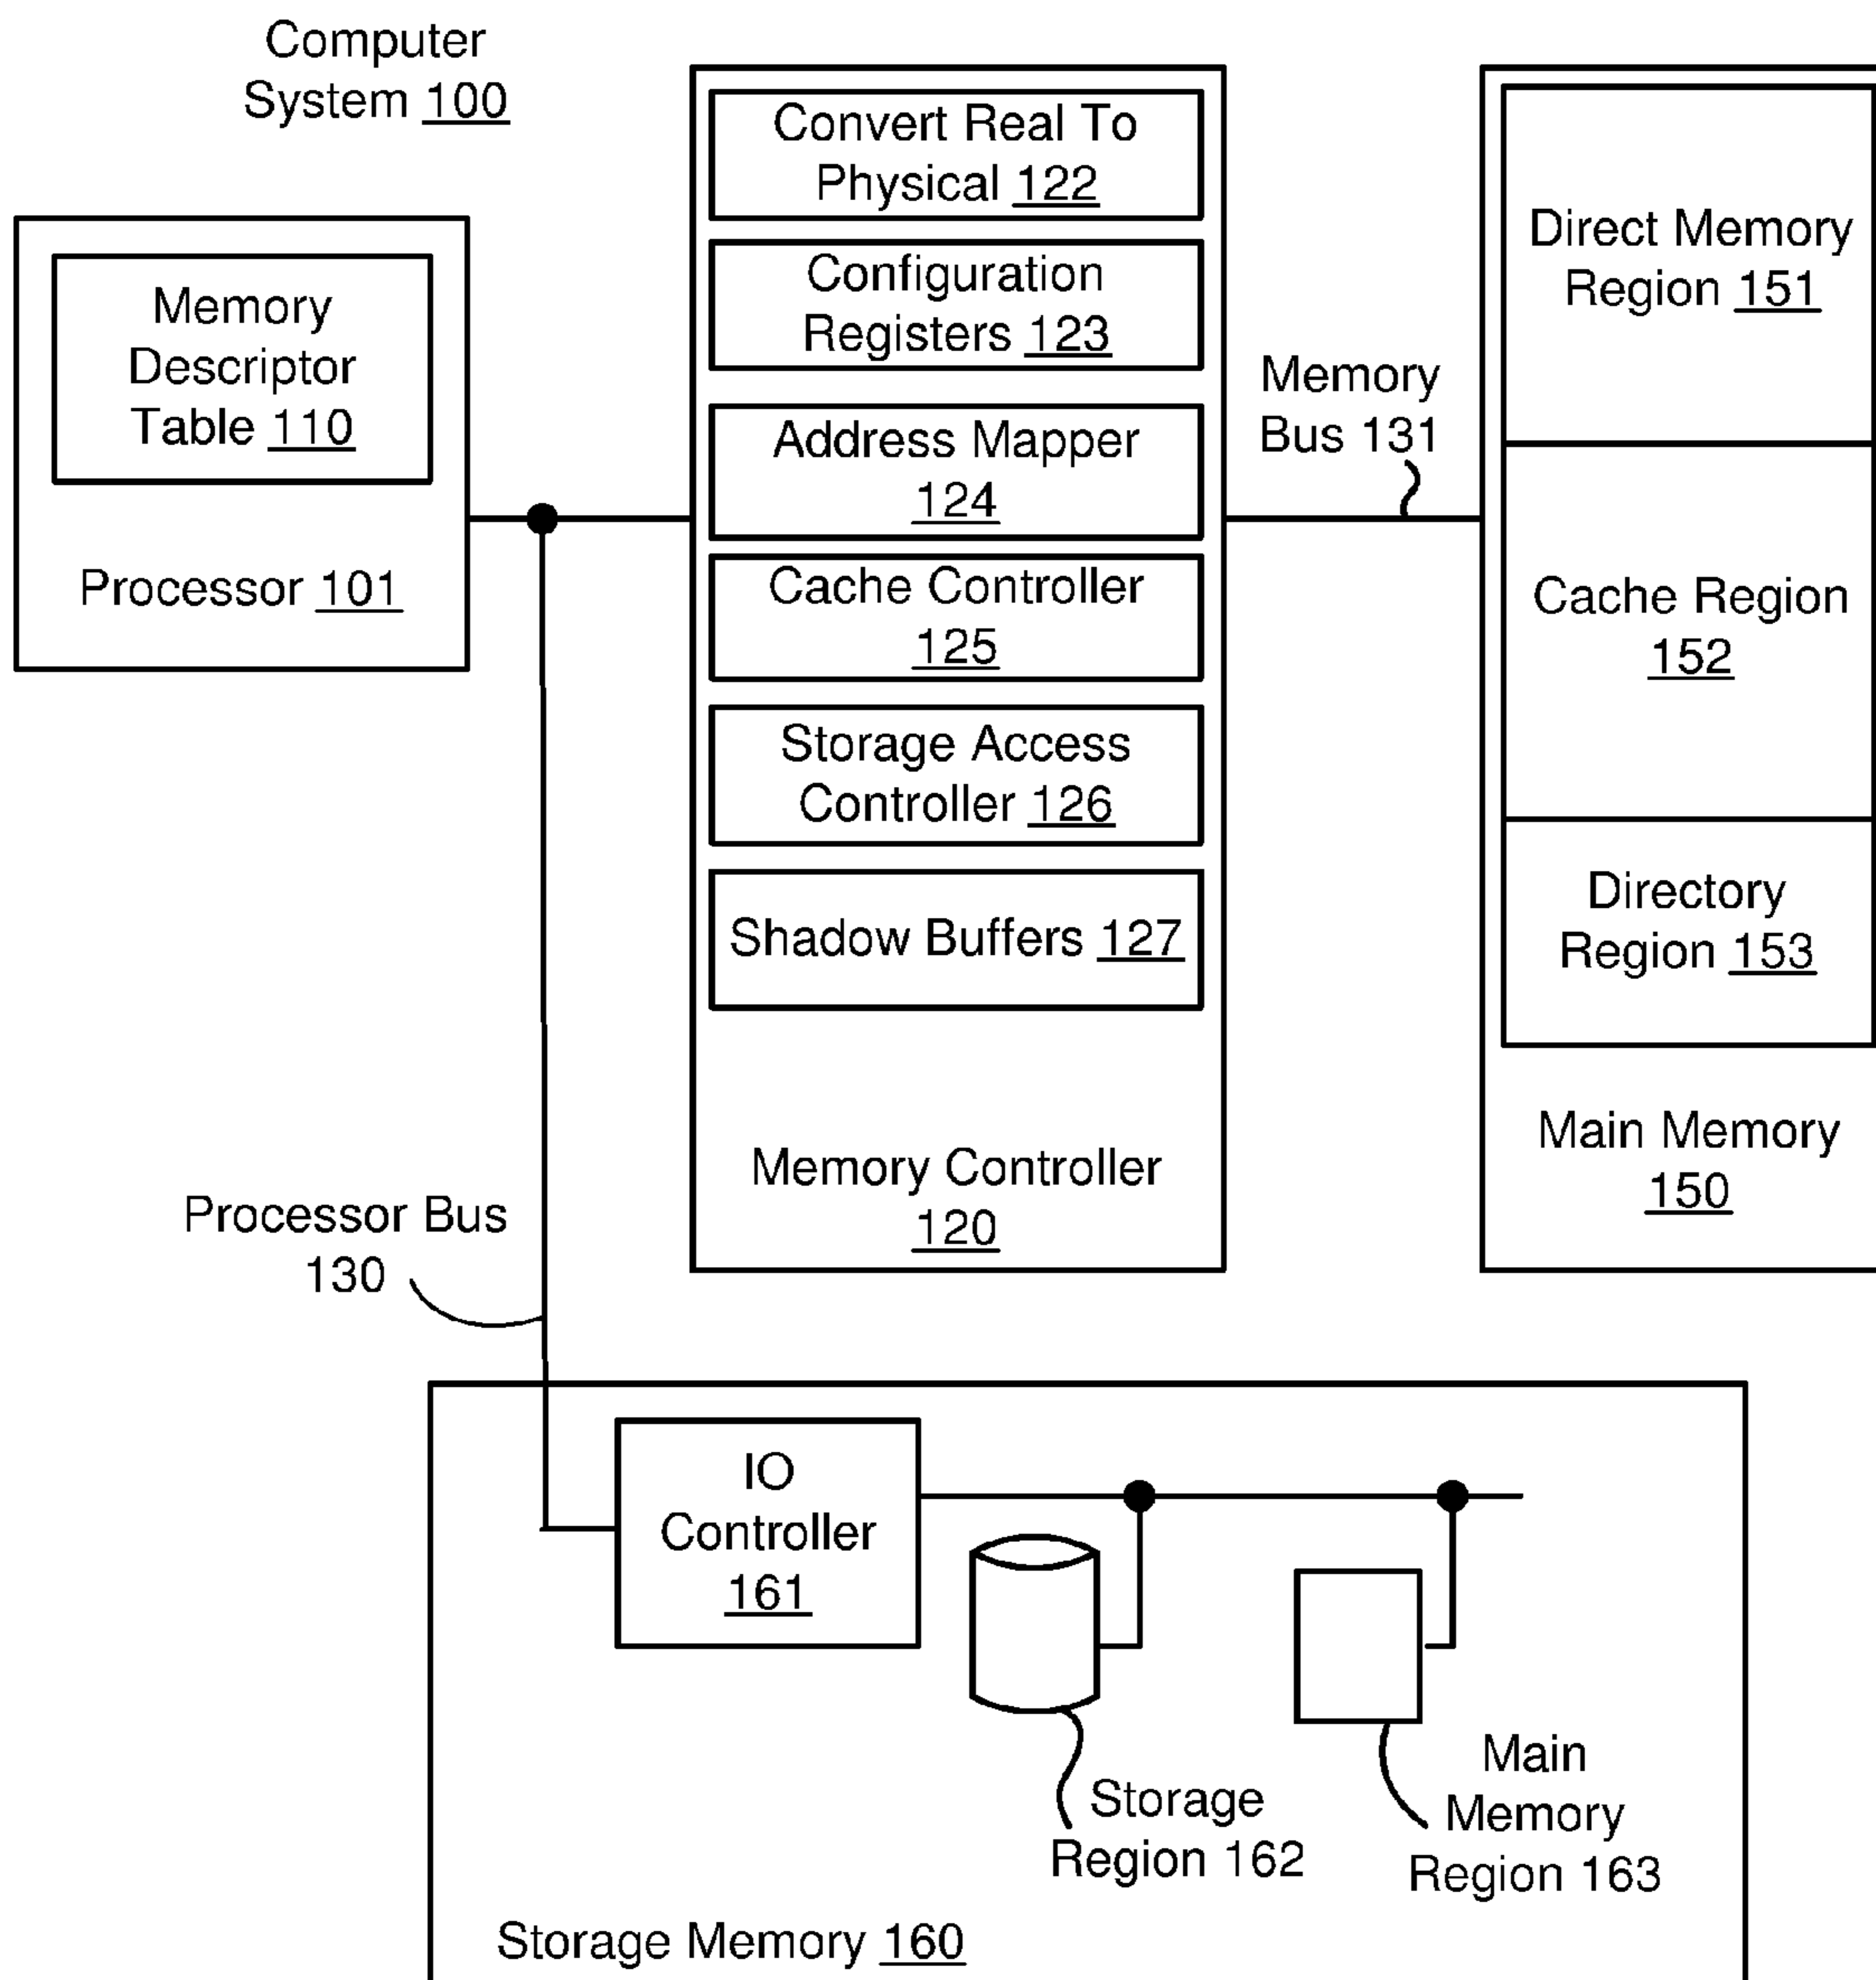 Computer
System 100
Convert Real To
Physical 122
Configuration
Registers 123
Address Mapper
124
Cache Controller
125
Storage Access
Controller 126
Shadow Buffers 127
Memory Controller
120
Memory
Descriptor
Table 110
Processor 101
Memory
Bus 131
Direct Memory
Region 151
Cache Region
152
Directory
Region 153
Main Memory
150
Processor Bus
130
IO
Controller
161
Storage
Region 162
Main
Memory
Region 163
Storage Memory 160